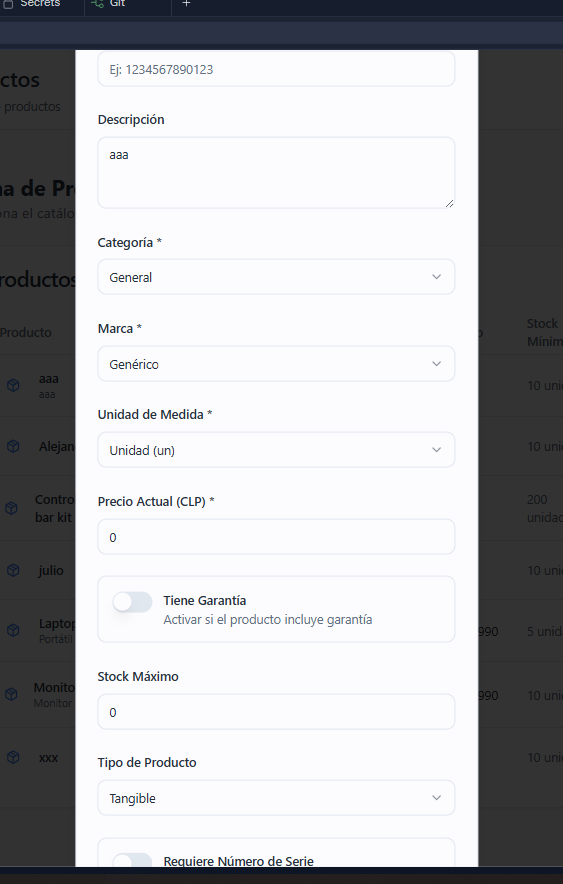 Secrets
Git
+
ctos
productos
Ej: 1234567890123
Descripción
aaa
na de Pr
ona el catálo
Categoría *
General
roductos
Marca *
Producto
Stock
Mínim
Genérico
aaa
aaa
10 uni
Unidad de Medida *
Alejan
Unidad (un)
10 uni
Contro
bar kit
200
unidad
Precio Actual (CLP) *
0
julio
10 uni
Tiene Garantía
Activar si el producto incluye garantía
Laptop
Portátil
990
5 unid
Stock Máximo
Monito
Monitor
990
10 uni
0
xxx
10 uni
Tipo de Producto
Tangible
Requiere Número de Serie